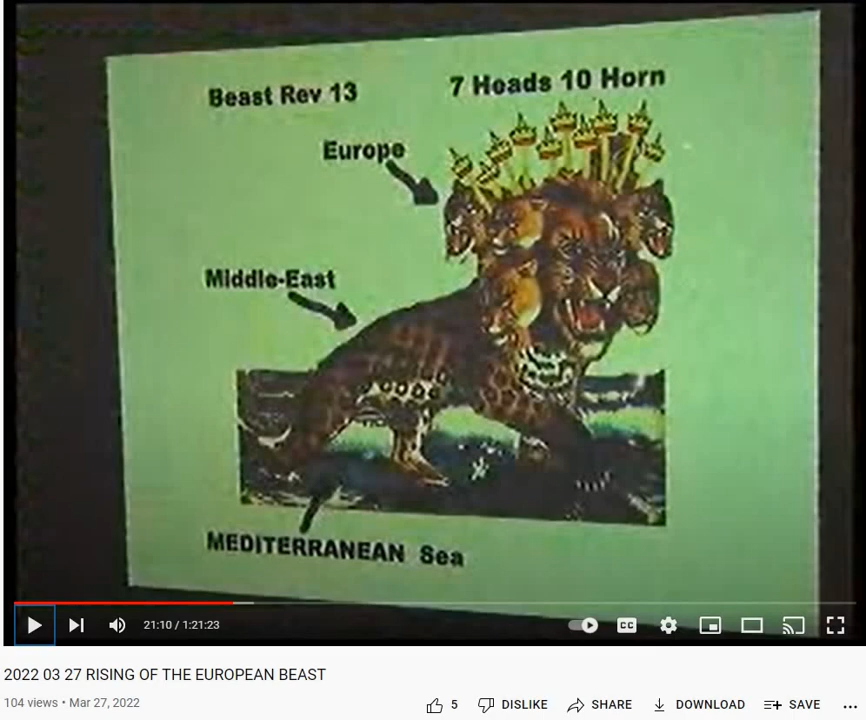 Beast Rev 13
7 Heads 10 Horn
Europe
Middle-East
MEDITERRANEAN Sea
21:10 / 1:21:23
CC
2022 03 27 RISING OF THE EUROPEAN BEAST
104 views • Mar 27, 2022
5 DISLIKE SHARE DOWNLOAD SAVE